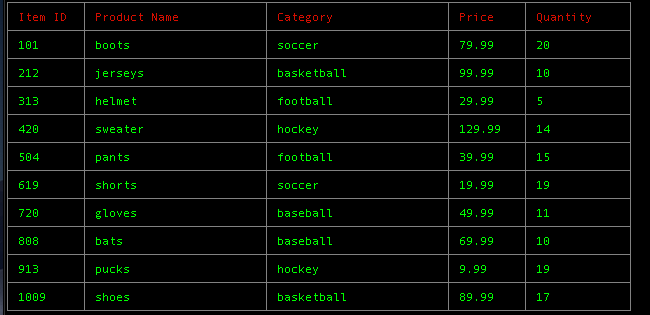 Item ID Product Name Category Price Quantity
101 boots soccer 79.99 20
212 jerseys basketball 99.99 10
313 helmet football 29.99 5
420 sweater hockey 129.99 14
504 pants football 39.99 15
619 shorts soccer 19.99 19
720 gloves baseball 49.99 11
808 bats baseball 69.99 10
913 pucks hockey 9.99 19
1009 shoes basketball 89.99 17